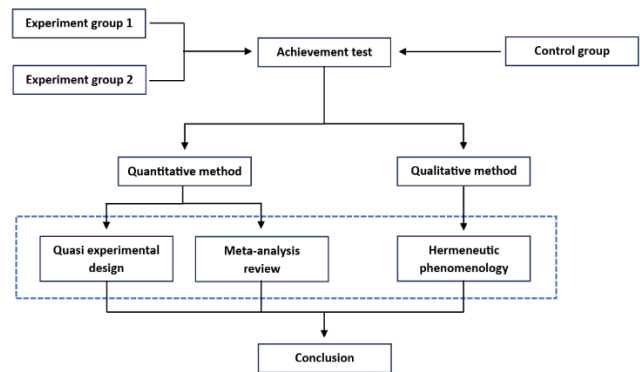 Experiment group 1
Achievement test
Control group
Experiment group 2
Quantitative method
Qualitative method
Quasi experimental
design
Meta-analysis
review
Hermeneutic
phenomenology
Conclusion